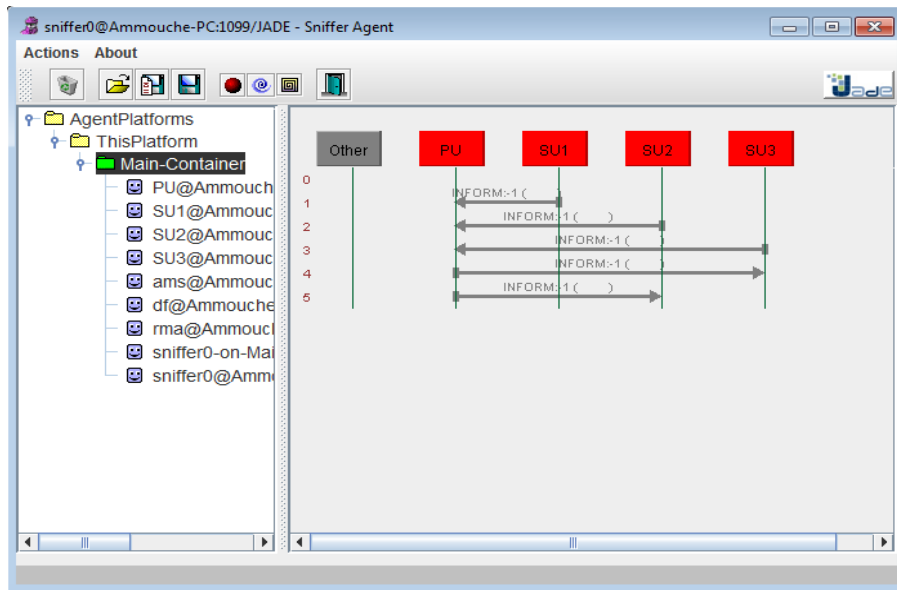 sniffer0@Ammouche-PC:1099/JADE - Sniffer Agent
Actions About
Jade
AgentPlatforms
ThisPlatform
Main-Container
PU@Ammouch
SU1@Ammouc
SU2@Ammouc
SU3@Ammouc
ams@Ammouc
df@Ammouche
rma@Ammoucl
sniffer0-on-Mai
sniffer0@Ammo
Other PU SU1 SU2 SU3
0
INFORM:-1 ( )
1
INFORM:-1 ( )
2
INFORM:-1 ( )
3
INFORM:-1 ( )
4
INFORM:-1 ( )
5